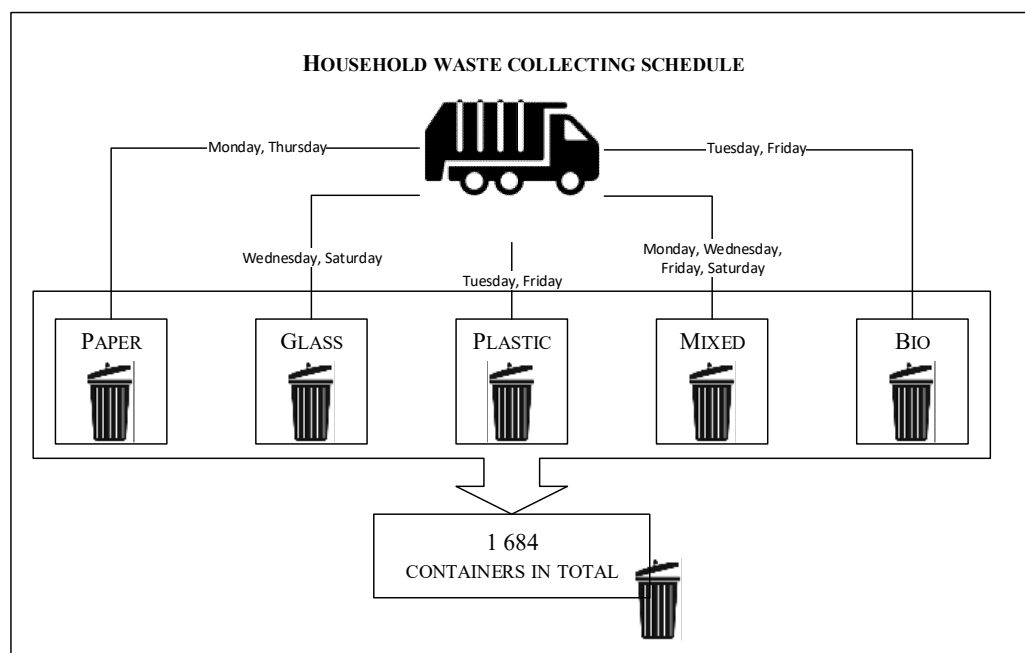 HOUSEHOLD WASTE COLLECTING SCHEDULE
Monday, Thursday
Tuesday, Friday
Wednesday, Saturday
Tuesday, Friday
Monday, Wednesday,
Friday, Saturday
PAPER
GLASS
PLASTIC
MIXED
BIO
1 684
CONTAINERS IN TOTAL